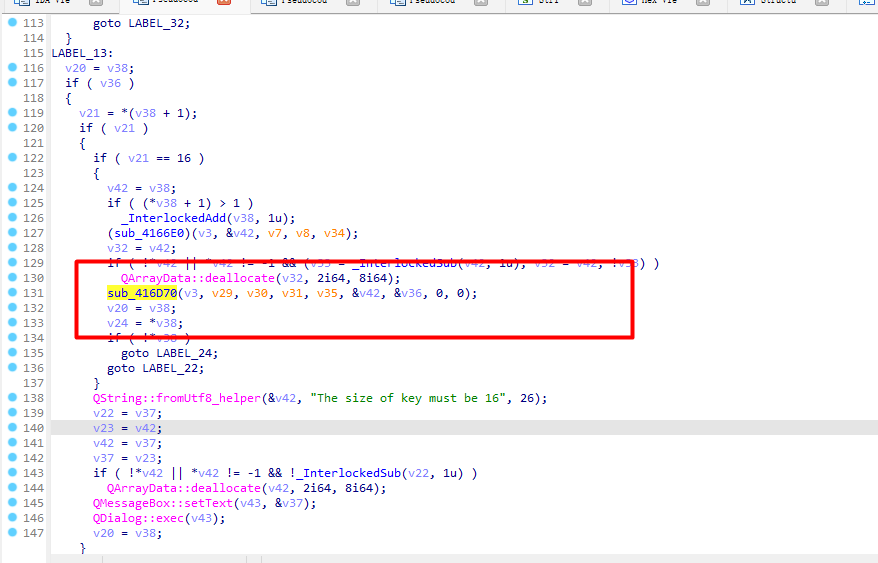 IDA Vie Pseudocod Pseudocod Pseudocod Stri Hex Vie Structu
113 goto LABEL_32;
114 }
115 LABEL_13:
116 v20 = v38;
117 if ( v36 )
118 {
119 v21 = *(v38 + 1);
120 if ( v21 )
121 {
122 if ( v21 == 16 )
123 {
124 v42 = v38;
125 if ( (*v38 + 1) > 1 )
126 _InterlockedAdd(v38, 1u);
127 (sub_4166E0)(v3, &v42, v7, v8, v34);
128 v32 = v42;
129 if ( !*v42 || *v42 != -1 && (v33 = _InterlockedSub(v42, 1u), v32 = v42, !v33) )
130 QArrayData::deallocate(v32, 2i64, 8i64);
131 sub_416D70(v3, v29, v30, v31, v35, &v42, &v36, 0, 0);
132 v20 = v38;
133 v24 = *v38;
134 if ( !*v38 )
135 goto LABEL_24;
136 goto LABEL_22;
137 }
138 QString::fromUtf8_helper(&v42, "The size of key must be 16", 26);
139 v22 = v37;
140 v23 = v42;
141 v42 = v37;
142 v37 = v23;
143 if ( !*v42 || *v42 != -1 && !_InterlockedSub(v22, 1u) )
144 QArrayData::deallocate(v42, 2i64, 8i64);
145 QMessageBox::setText(v43, &v37);
146 QDialog::exec(v43);
147 v20 = v38;
}